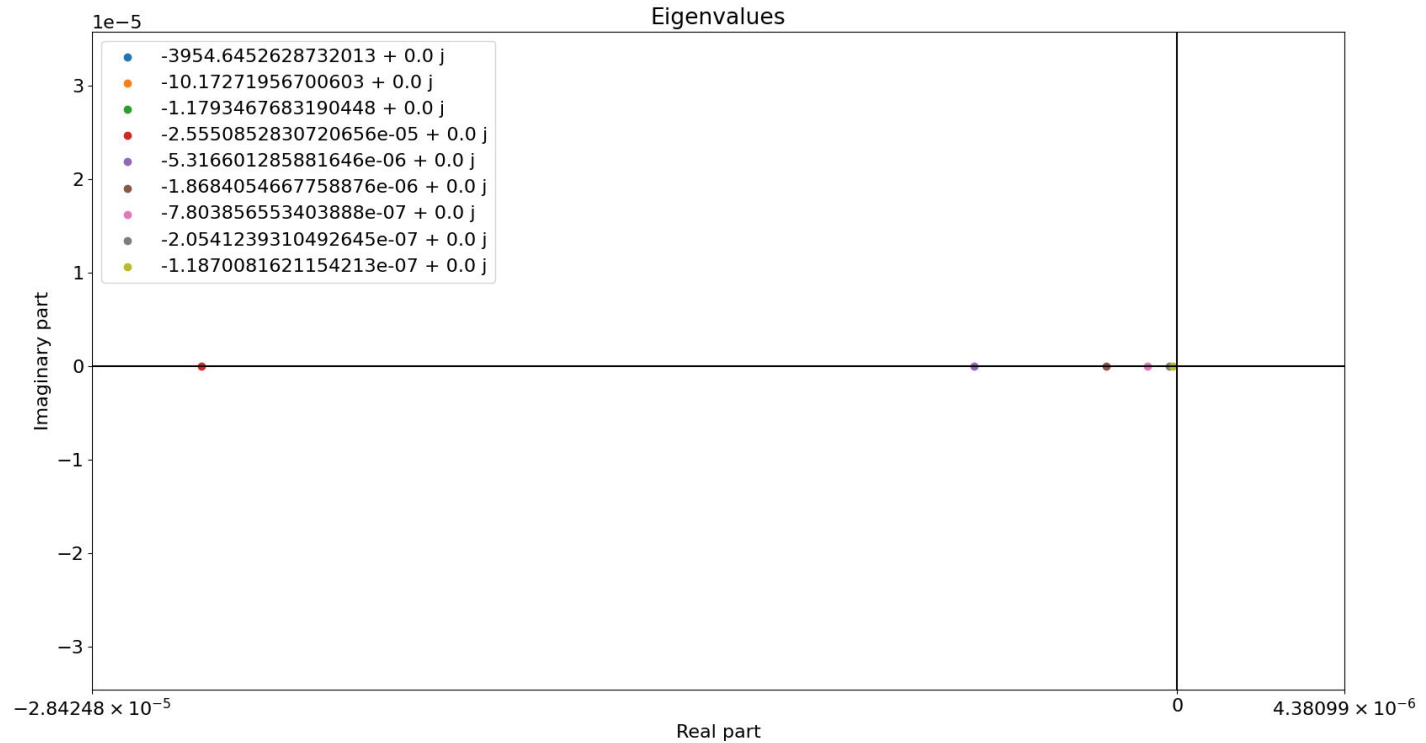 Eigenvalues
1e−5
-3954.6452628732013 + 0.0 j
-10.17271956700603 + 0.0 j
-1.1793467683190448 + 0.0 j
-2.5550852830720656e-05 + 0.0 j
-5.316601285881646e-06 + 0.0 j
-1.8684054667758876e-06 + 0.0 j
-7.803856553403888e-07 + 0.0 j
-2.0541239310492645e-07 + 0.0 j
-1.1870081621154213e-07 + 0.0 j
3
2
1
0
−1
−2
−3
Imaginary part
−2.84248 × 10⁻⁵
0
4.38099 × 10⁻⁶
Real part